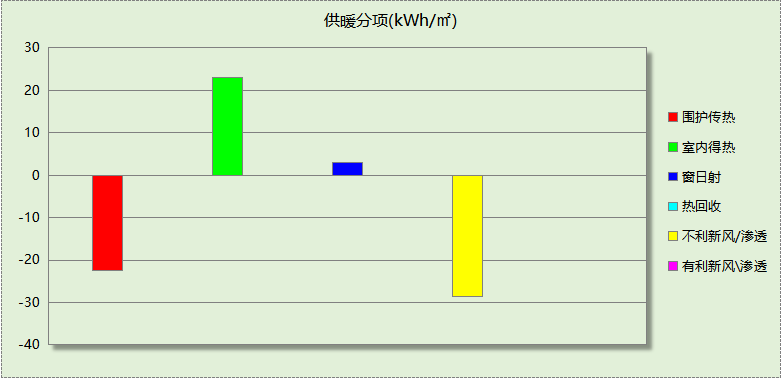 供暖分项(kWh/㎡)
30
20
10
0
-10
-20
-30
-40
围护传热
室内得热
窗日射
热回收
不利新风/渗透
有利新风\渗透